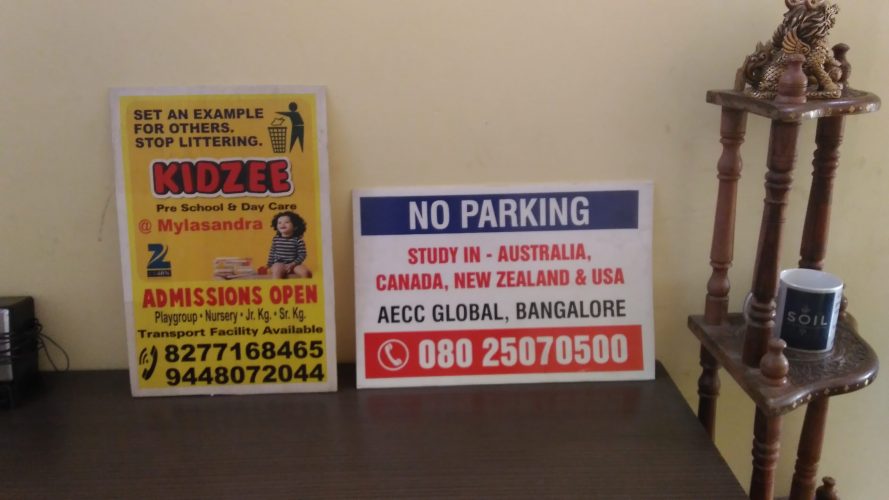 SET AN EXAMPLE
FOR OTHERS.
STOP LITTERING.
KIDZEE
Pre School & Day Care
@ Mylasandra
ADMISSIONS OPEN
Playgroup • Nursery • Jr. Kg. • Sr. Kg.
Transport Facility Available
8277168465
9448072044
NO PARKING
STUDY IN - AUSTRALIA,
CANADA, NEW ZEALAND & USA
AECC GLOBAL, BANGALORE
080 25070500
SOIL